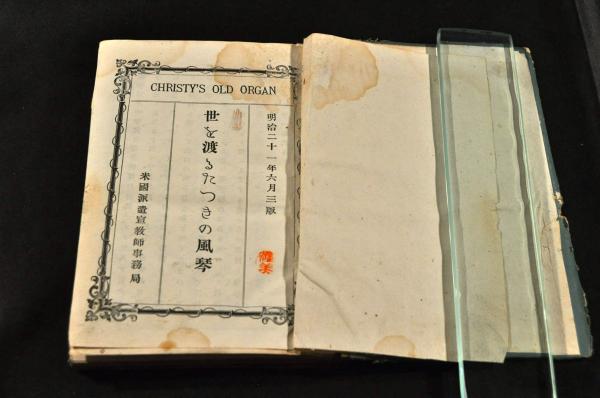 CHRISTY'S OLD ORGAN
明治二十一年六月三版
世を渡るたつきの風琴
米國派遣宣教師事務局